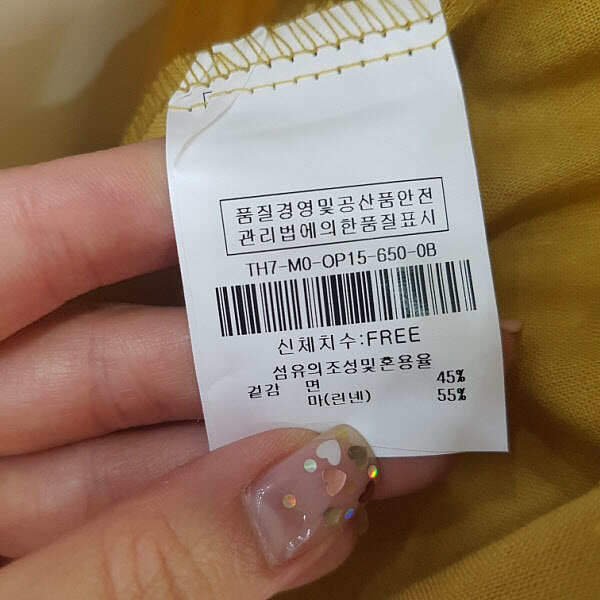 품질경영및공산품안전
관리법에의한품질표시
TH7-MO-OP15-650-OB
신체치수:FREE
섬유의조성및혼용율
겉감 면 45%
마(린넨) 55%